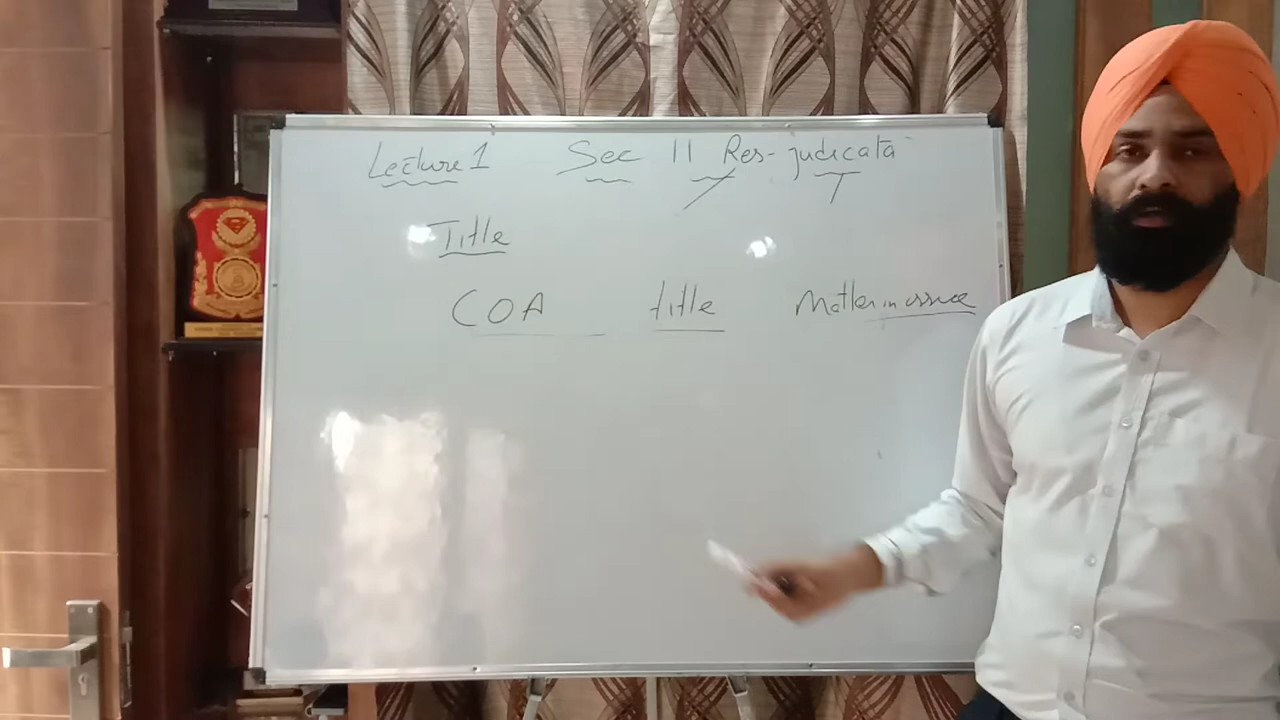 Lecture 1 Sec 11 Res-judicata
Title
COA title Matter in issue